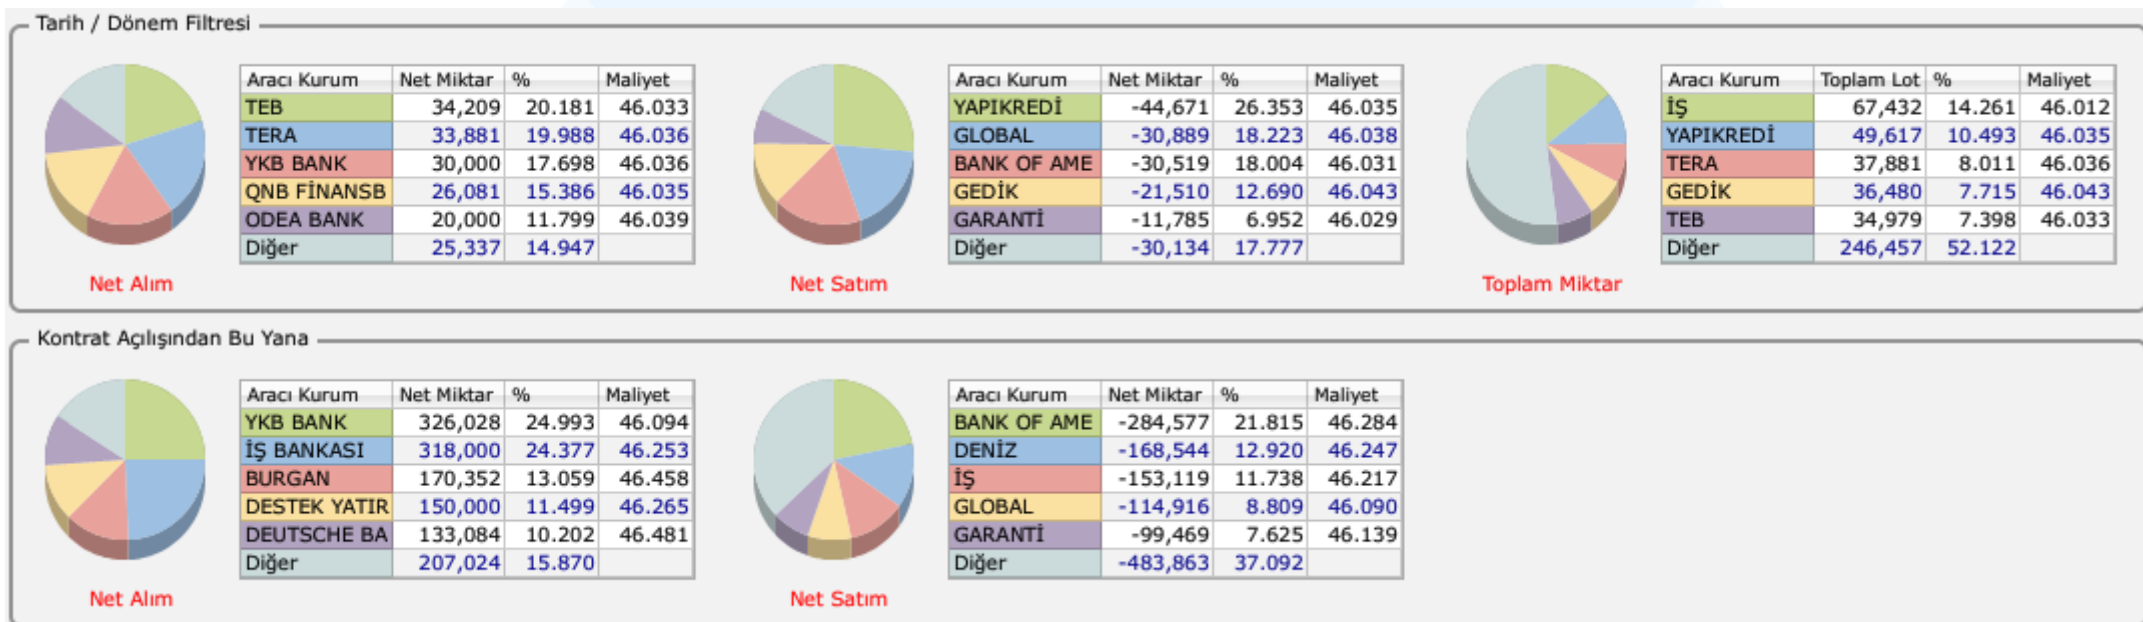 Tarih / Dönem Filtresi
Aracı Kurum Net Miktar % Maliyet
TEB 34,209 20.181 46.033
TERA 33,881 19.988 46.036
YKB BANK 30,000 17.698 46.036
QNB FİNANSB 26,081 15.386 46.035
ODEA BANK 20,000 11.799 46.039
Diğer 25,337 14.947
Net Alım
Aracı Kurum Net Miktar % Maliyet
YAPIKREDİ -44,671 26.353 46.035
GLOBAL -30,889 18.223 46.038
BANK OF AME -30,519 18.004 46.031
GEDİK -21,510 12.690 46.043
GARANTİ -11,785 6.952 46.029
Diğer -30,134 17.777
Net Satım
Aracı Kurum Toplam Lot % Maliyet
İŞ 67,432 14.261 46.012
YAPIKREDİ 49,617 10.493 46.035
TERA 37,881 8.011 46.036
GEDİK 36,480 7.715 46.043
TEB 34,979 7.398 46.033
Diğer 246,457 52.122
Toplam Miktar
Kontrat Açılışından Bu Yana
Aracı Kurum Net Miktar % Maliyet
YKB BANK 326,028 24.993 46.094
İŞ BANKASI 318,000 24.377 46.253
BURGAN 170,352 13.059 46.458
DESTEK YATIR 150,000 11.499 46.265
DEUTSCHE BA 133,084 10.202 46.481
Diğer 207,024 15.870
Net Alım
Aracı Kurum Net Miktar % Maliyet
BANK OF AME -284,577 21.815 46.284
DENİZ -168,544 12.920 46.247
İŞ -153,119 11.738 46.217
GLOBAL -114,916 8.809 46.090
GARANTİ -99,469 7.625 46.139
Diğer -483,863 37.092
Net Satım